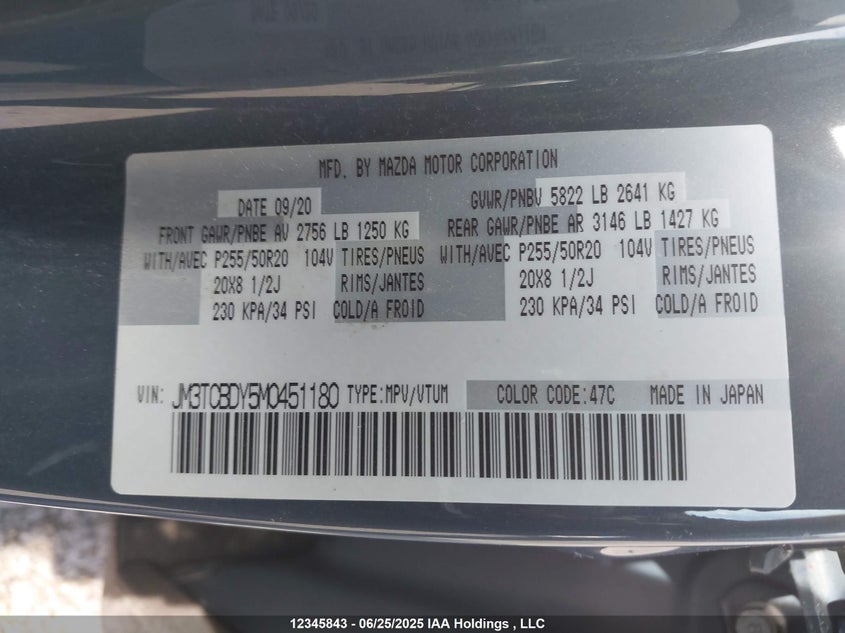 MFD. BY MAZDA MOTOR CORPORATION
DATE 09/20 GVWR/PNBV 5822 LB 2641 KG
FRONT GAWR/PNBE AV 2756 LB 1250 KG REAR GAWR/PNBE AR 3146 LB 1427 KG
WITH/AVEC P255/50R20 104V TIRES/PNEUS WITH/AVEC P255/50R20 104V TIRES/PNEUS
20X8 1/2J RIMS/JANTES 20X8 1/2J RIMS/JANTES
230 KPA/34 PSI COLD/A FROID 230 KPA/34 PSI COLD/A FROID
VIN: JM3TCBDY5M0451180 TYPE:MPV/VTUM COLOR CODE:47C MADE IN JAPAN
12345843 - 06/25/2025 IAA Holdings , LLC